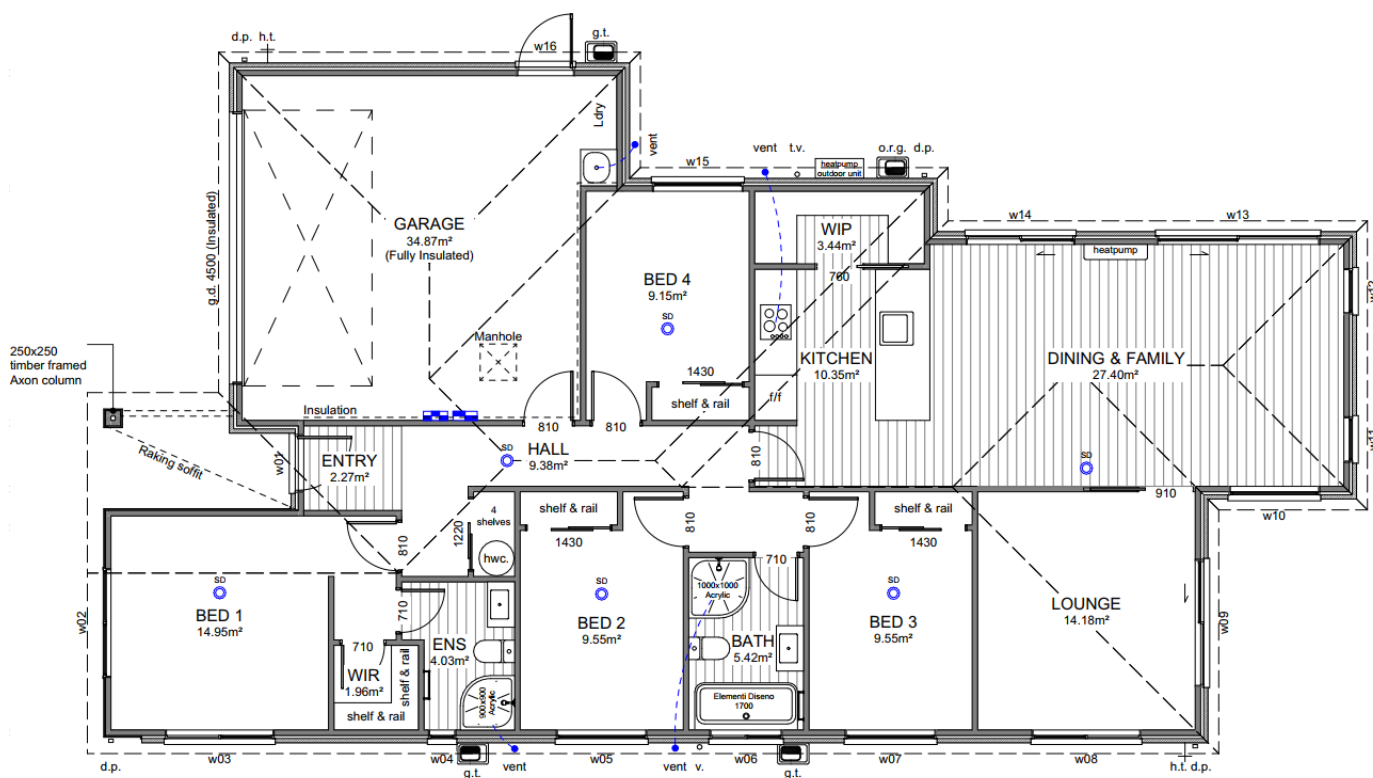 w16
g.t.
d.p. h.t.
Ldry
vent
w15
vent t.v.
heatpump
outdoor unit
o.r.g. d.p.
g.d. 4500 (Insulated)
GARAGE
34.87m²
(Fully Insulated)
WIP
3.44m²
760
w14
w13
heatpump
w12
BED 4
9.15m²
SD
Manhole
1430
shelf & rail
KITCHEN
10.35m²
f/f
DINING & FAMILY
27.40m²
250x250
timber framed
Axon column
Insulation
810
810
SD
HALL
9.38m²
810
SD
w11
Raking soffit
w01
ENTRY
2.27m²
910
w10
4
shelves
hwc.
1220
810
shelf & rail
1430
810
810
shelf & rail
1430
710
SD
BED 1
14.95m²
w02
710
ENS
4.03m²
710
WIR
1.96m²
shelf & rail
shelf & rail
900x900
Acrylic
SD
BED 2
9.55m²
1000x1000
Acrylic
BATH
5.42m²
Elementi Diseno
1700
SD
BED 3
9.55m²
LOUNGE
14.18m²
w09
d.p.
w03
w04
g.t.
vent
w05
vent v.
w06
g.t.
w07
w08
h.t. d.p.